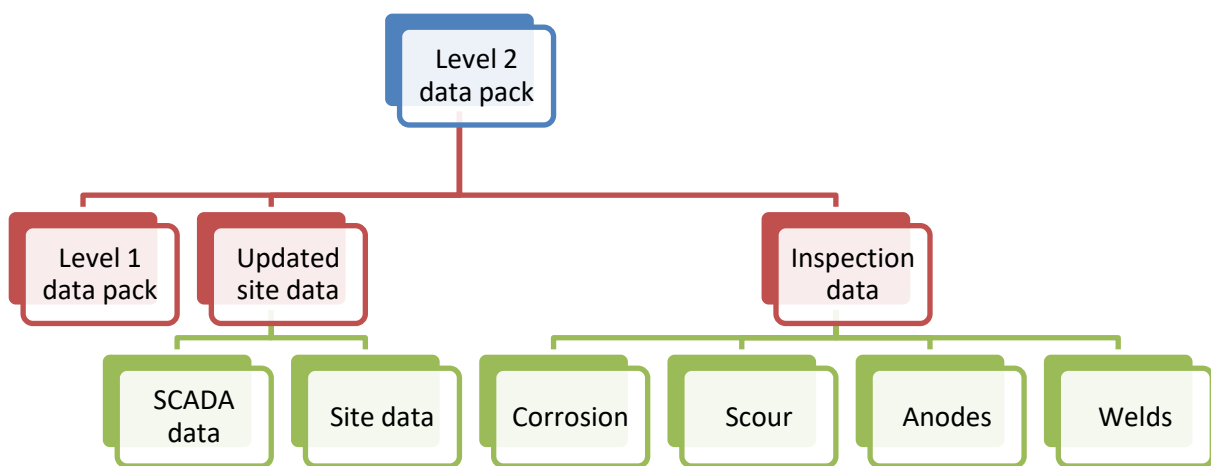 Level 2
data pack
Level 1
data pack
Updated
site data
Inspection
data
SCADA
data
Site data
Corrosion
Scour
Anodes
Welds